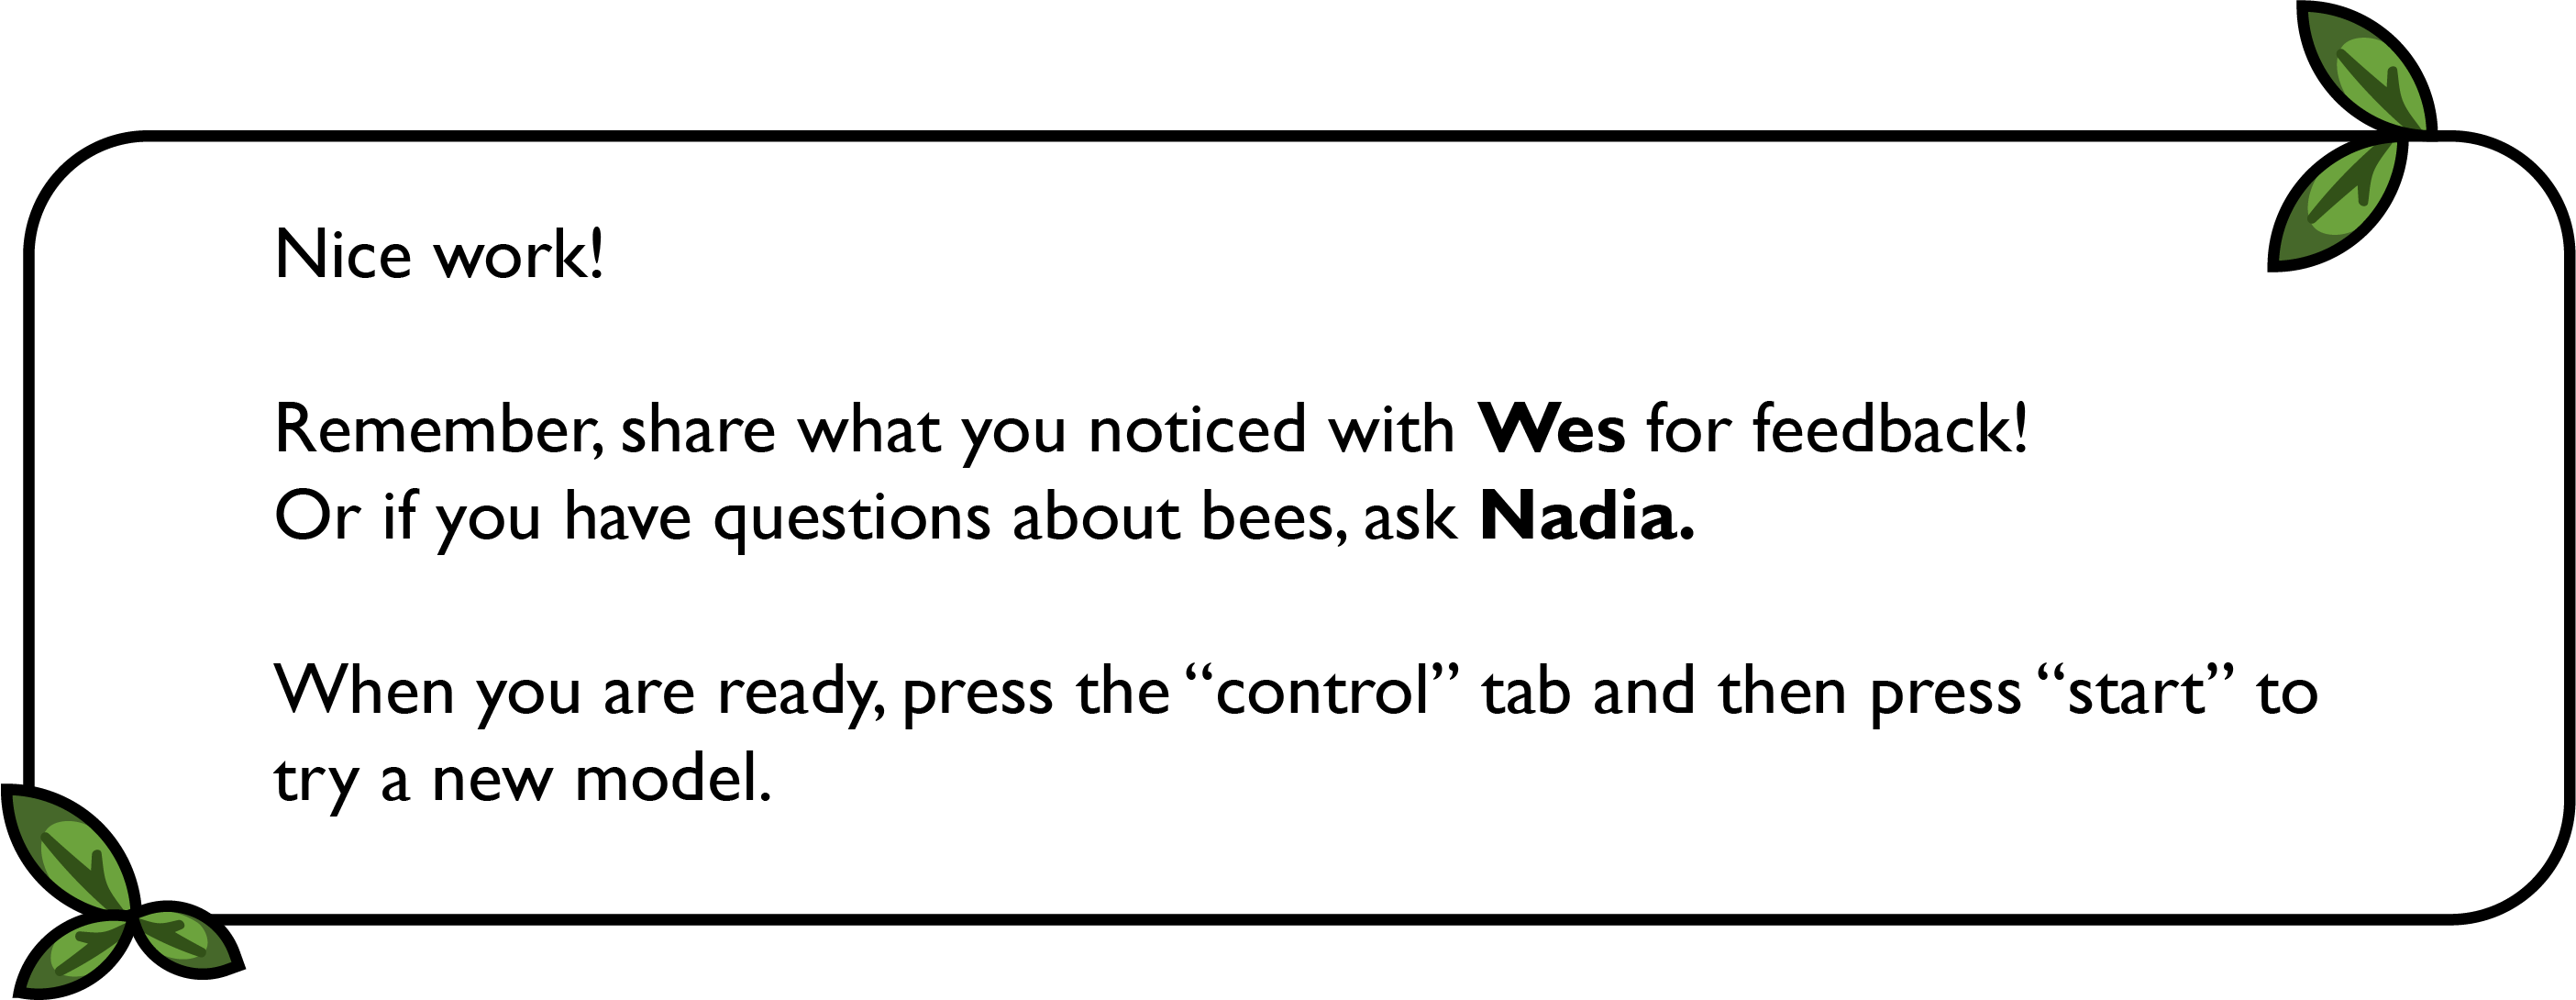 Nice work!
Remember, share what you noticed with Wes for feedback!
Or if you have questions about bees, ask Nadia.
When you are ready, press the “control” tab and then press “start” to
try a new model.